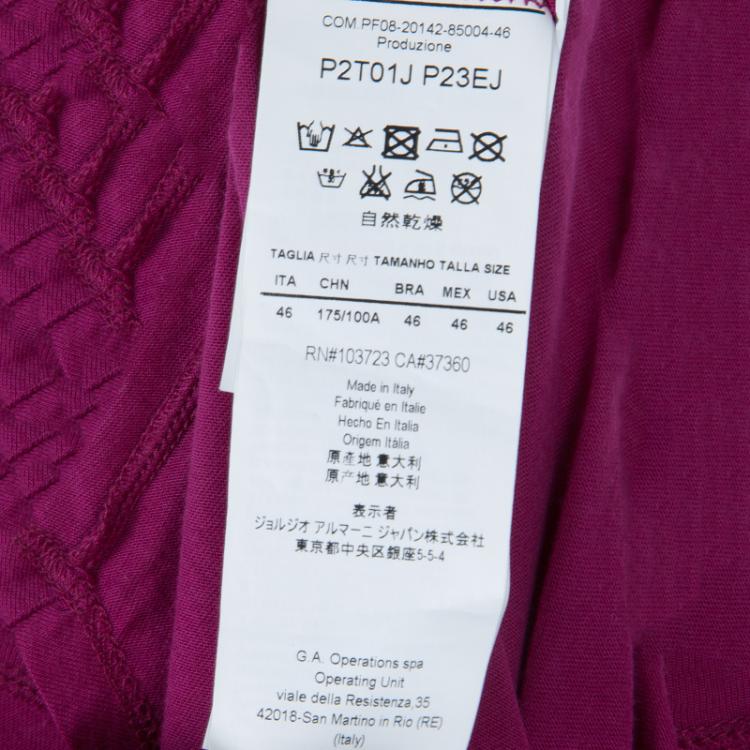 COM.PF08-20142-85004-46
Produzione
P2T01J P23EJ
自然乾燥
TAGLIA 尺寸 尺寸 TAMANHO TALLA SIZE
ITA CHN BRA MEX USA
46 175/100A 46 46 46
RN#103723 CA#37360
Made in Italy
Fabriqué en Italie
Hecho En Italia
Origem Itália
原產地 意大利
原产地 意大利
表示者
ジョルジオ アルマーニ ジャパン株式会社
東京都中央区銀座5-5-4
G.A. Operations spa
Operating Unit
viale della Resistenza,35
42018-San Martino in Rio (RE)
(Italy)